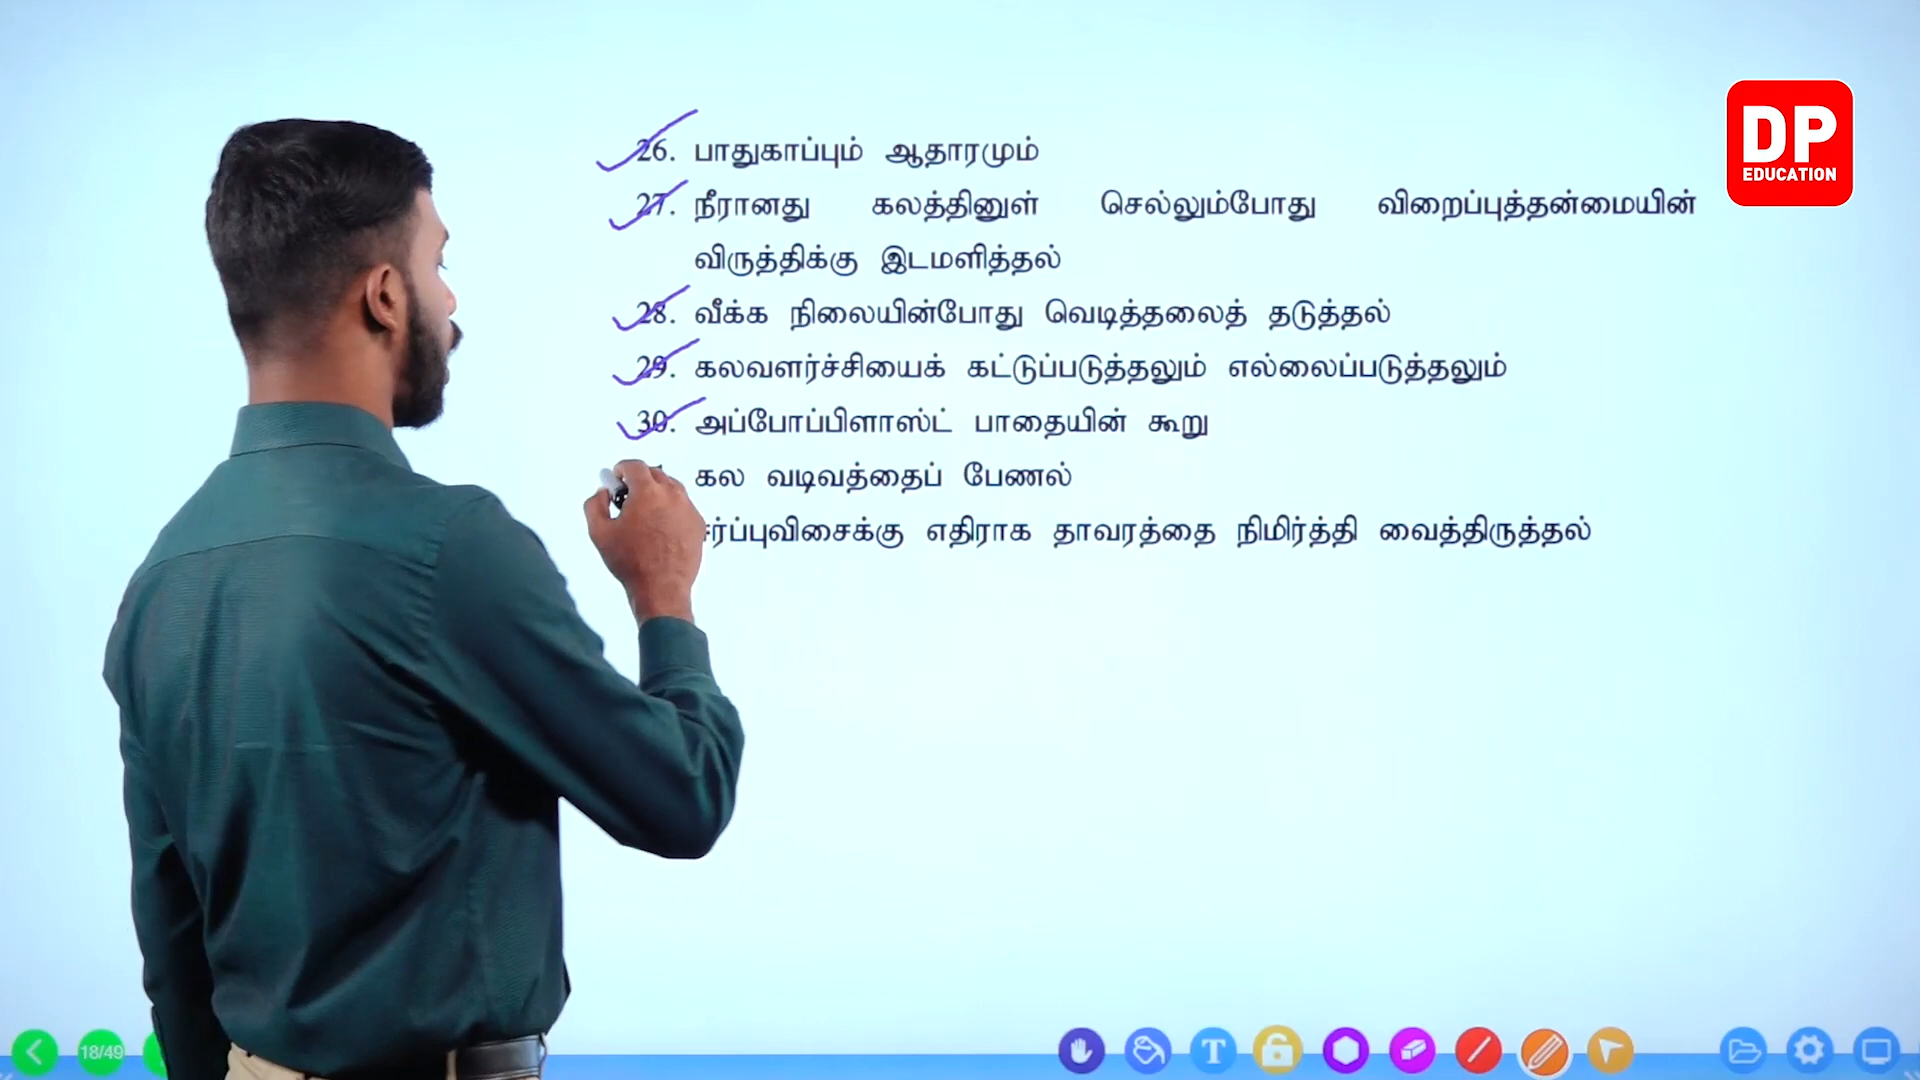 DP
EDUCATION
26. பாதுகாப்பும் ஆதாரமும்
27. நீரானது கலத்தினுள் செல்லும்போது விறைப்புத்தன்மையின்
விருத்திக்கு இடமளித்தல்
28. வீக்க நிலையின்போது வெடித்தலைத் தடுத்தல்
29. கலவளர்ச்சியைக் கட்டுப்படுத்தலும் எல்லைப்படுத்தலும்
30. அப்போப்பிளாஸ்ட் பாதையின் கூறு
கல வடிவத்தைப் பேணல்
எதிராக தாவரத்தை நிமிர்த்தி வைத்திருத்தல்
18/49
T